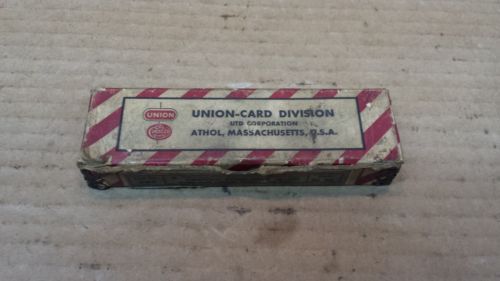 UNION
UNION-CARD DIVISION
UTD CORPORATION
ATHOL, MASSACHUSETTS, U.S.A.